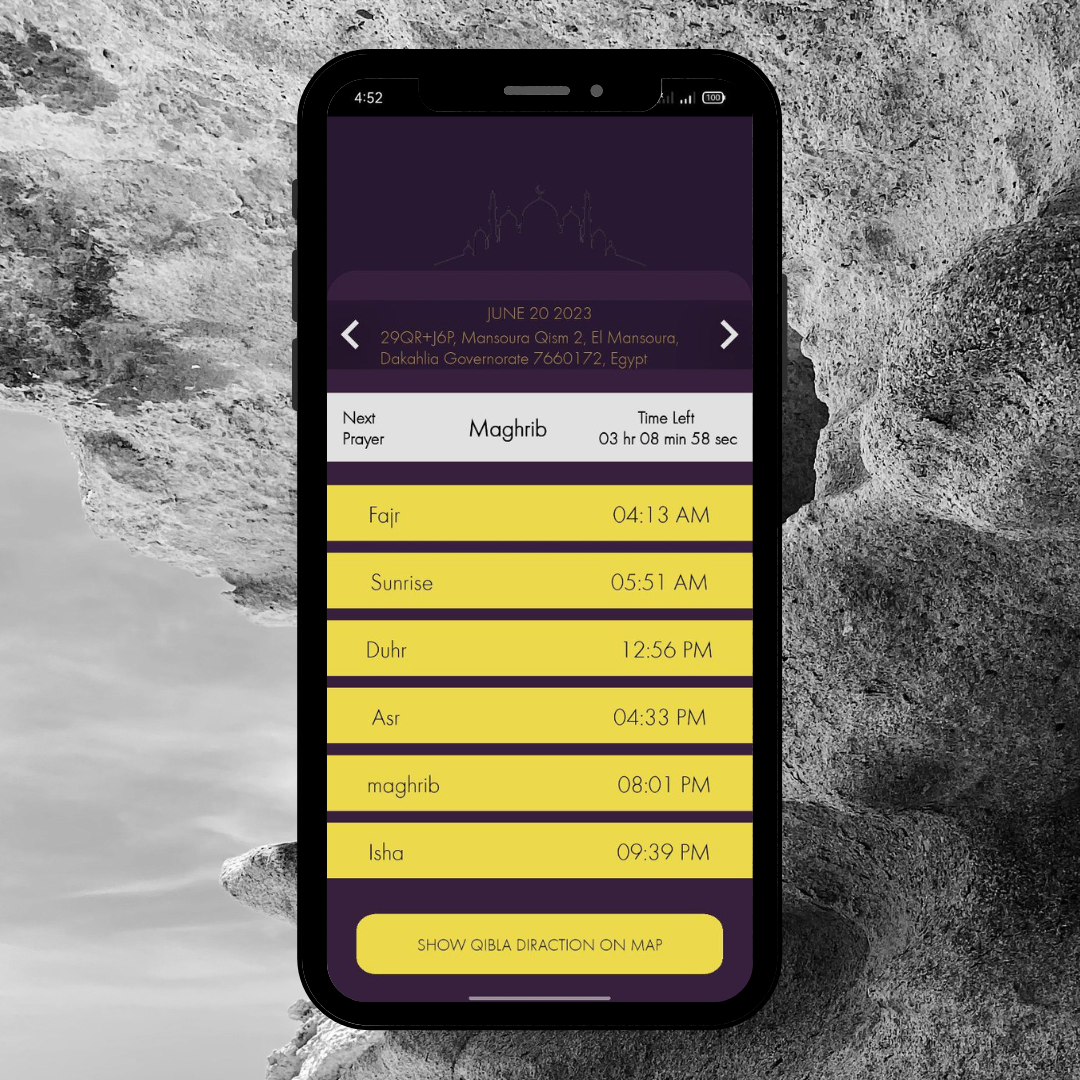 4:52
100
JUNE 20 2023
29QR+J6P, Mansoura Qism 2, El Mansoura,
Dakahlia Governorate 7660172, Egypt
Next
Prayer
Maghrib
Time Left
03 hr 08 min 58 sec
Fajr 04:13 AM
Sunrise 05:51 AM
Duhr 12:56 PM
Asr 04:33 PM
maghrib 08:01 PM
Isha 09:39 PM
SHOW QIBLA DIRACTION ON MAP